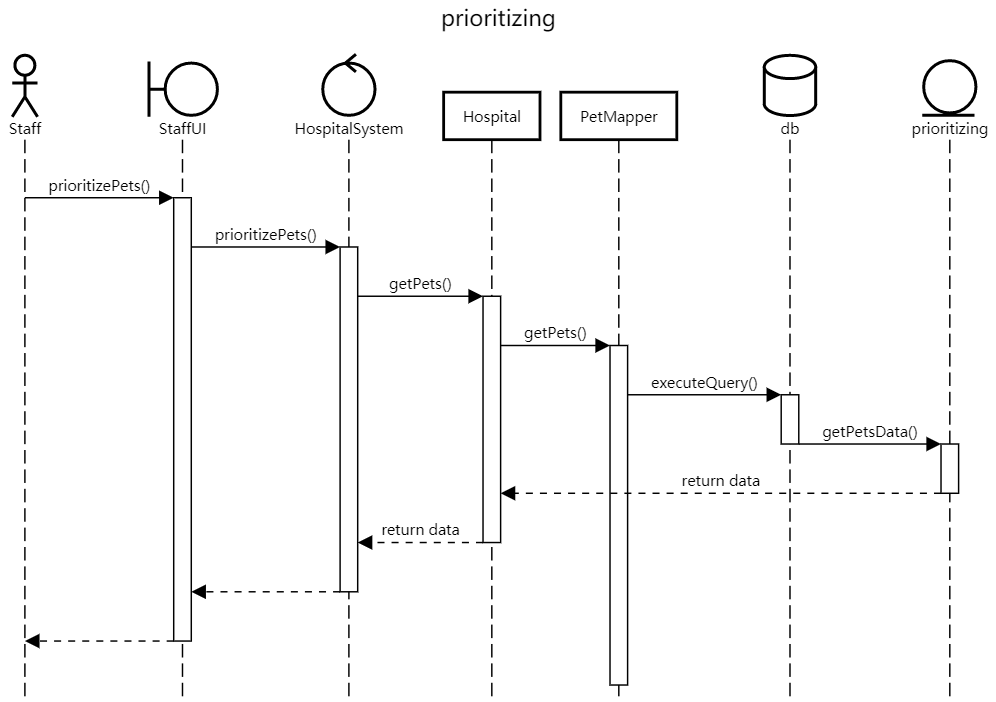 prioritizing
Staff
StaffUI
HospitalSystem
Hospital
PetMapper
db
prioritizing
prioritizePets()
prioritizePets()
getPets()
getPets()
executeQuery()
getPetsData()
return data
return data